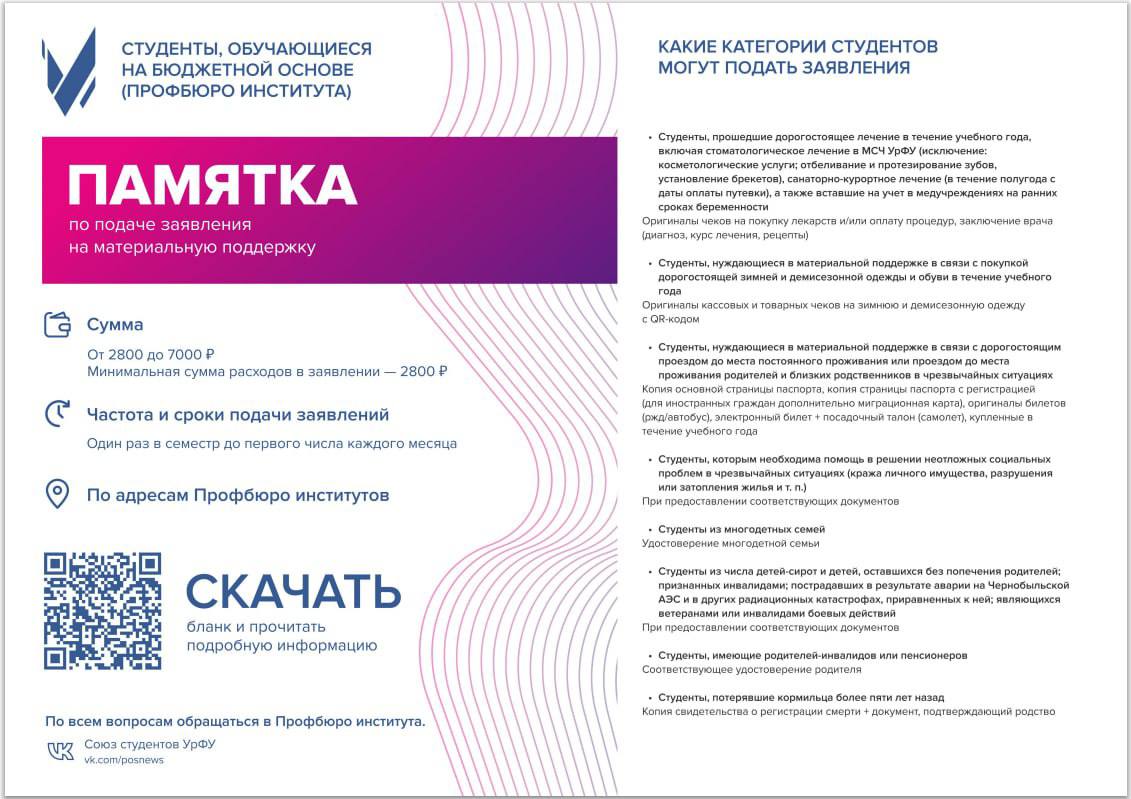 СТУДЕНТЫ, ОБУЧАЮЩИЕСЯ
НА БЮДЖЕТНОЙ ОСНОВЕ
(ПРОФБЮРО ИНСТИТУТА)
ПАМЯТКА
по подаче заявления
на материальную поддержку
Сумма
От 2800 до 7000 ₽
Минимальная сумма расходов в заявлении — 2800 ₽
Частота и сроки подачи заявлений
Один раз в семестр до первого числа каждого месяца
По адресам Профбюро институтов
СКАЧАТЬ
бланк и прочитать
подробную информацию
По всем вопросам обращаться в Профбюро института.
Союз студентов УрФУ
vk.com/posnews
КАКИЕ КАТЕГОРИИ СТУДЕНТОВ
МОГУТ ПОДАТЬ ЗАЯВЛЕНИЯ
• Студенты, прошедшие дорогостоящее лечение в течение учебного года,
включая стоматологическое лечение в МСЧ УрФУ (исключение:
косметологические услуги; отбеливание и протезирование зубов,
установление брекетов), санаторно-курортное лечение (в течение полугода с
даты оплаты путевки), а также вставшие на учет в медучреждениях на ранних
сроках беременности
Оригиналы чеков на покупку лекарств и/или оплату процедур, заключение врача
(диагноз, курс лечения, рецепты)
• Студенты, нуждающиеся в материальной поддержке в связи с покупкой
дорогостоящей зимней и демисезонной одежды и обуви в течение учебного
года
Оригиналы кассовых и товарных чеков на зимнюю и демисезонную одежду
с QR-кодом
• Студенты, нуждающиеся в материальной поддержке в связи с дорогостоящим
проездом до места постоянного проживания или проездом до места
проживания родителей и близких родственников в чрезвычайных ситуациях
Копия основной страницы паспорта, копия страницы паспорта с регистрацией
(для иностранных граждан дополнительно миграционная карта), оригиналы билетов
(ржд/автобус), электронный билет + посадочный талон (самолет), купленные в
течение учебного года
• Студенты, которым необходима помощь в решении неотложных социальных
проблем в чрезвычайных ситуациях (кража личного имущества, разрушения
или затопления жилья и т. п.)
При предоставлении соответствующих документов
• Студенты из многодетных семей
Удостоверение многодетной семьи
• Студенты из числа детей-сирот и детей, оставшихся без попечения родителей;
признанных инвалидами; пострадавших в результате аварии на Чернобыльской
АЭС и в других радиационных катастрофах, приравненных к ней; являющихся
ветеранами или инвалидами боевых действий
При предоставлении соответствующих документов
• Студенты, имеющие родителей-инвалидов или пенсионеров
Соответствующее удостоверение родителя
• Студенты, потерявшие кормильца более пяти лет назад
Копия свидетельства о регистрации смерти + документ, подтверждающий родство